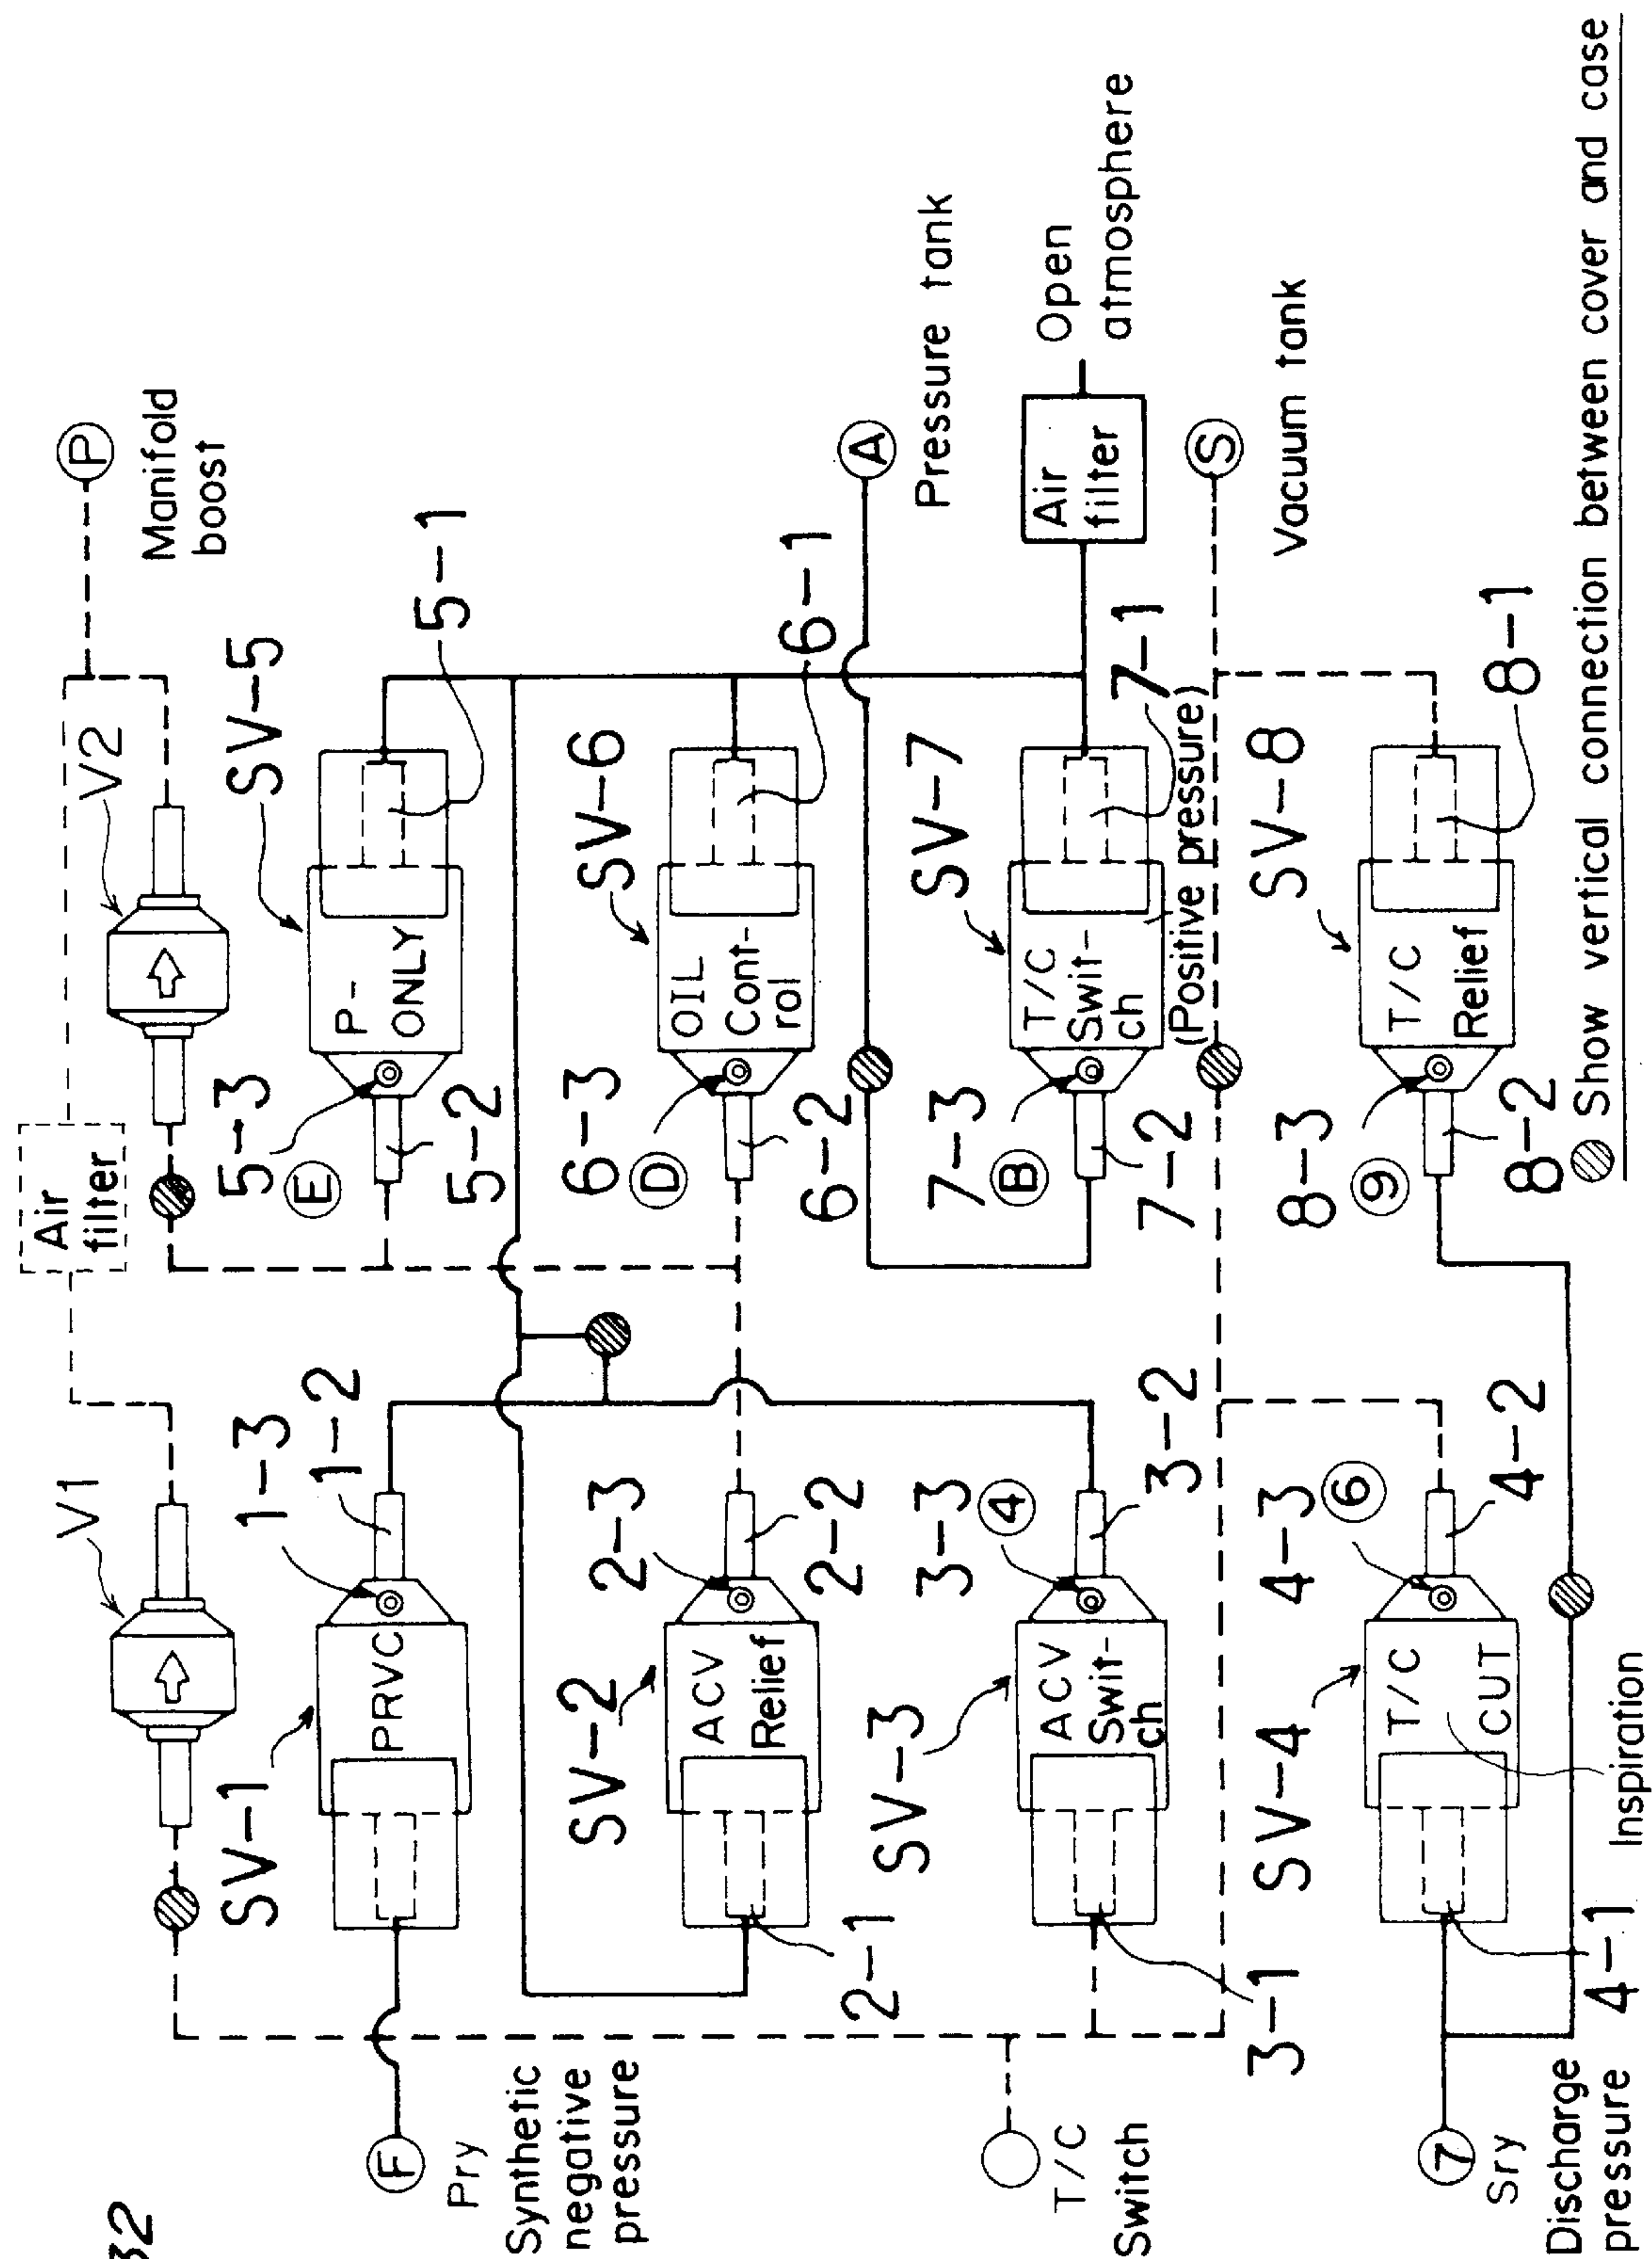 32
Air
filter
P
Manifold
boost
V1
V2
SV-1
PRVC
1-3
1-2
F
Pry
Synthetic
negative
pressure
SV-5
P-
ONLY
5-1
5-3
E
5-2
SV-2
ACV
Relief
2-1
2-3
2-2
SV-6
OIL
Cont-
rol
6-1
6-3
D
6-2
A
Pressure tank
SV-3
ACV
Swit-
ch
3-1
3-3
4
3-2
T/C
Switch
SV-7
T/C
Swit-
ch
7-1
(Positive pressure)
7-3
B
7-2
Air
filter
Open
atmosphere
S
Vacuum tank
SV-4
T/C
CUT
4-3
6
4-2
4-1
Inspiration
7
Sry
Discharge
pressure
SV-8
T/C
Relief
8-1
8-3
9
8-2
Show vertical connection between cover and case